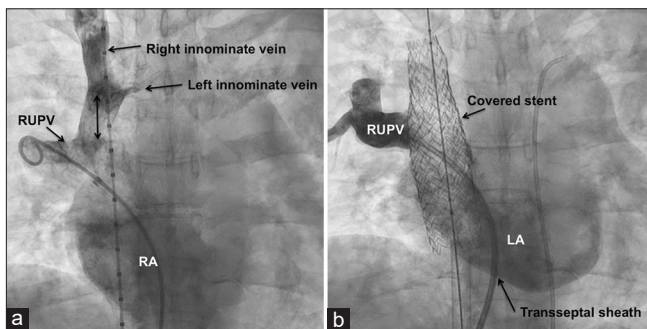 Right innominate vein
Left innominate vein
RUPV
RA
a
Covered stent
RUPV
LA
Transseptal sheath
b